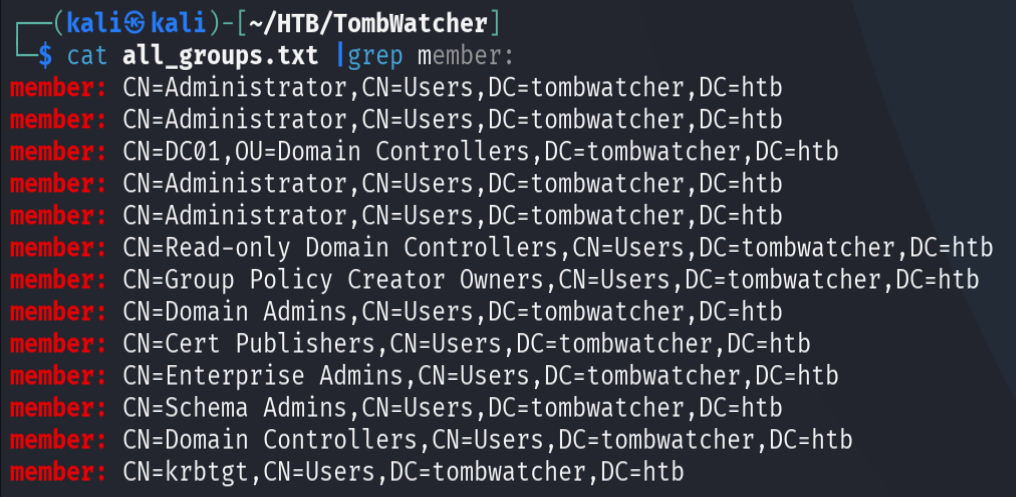 ┌──(kali㉿kali)-[~/HTB/TombWatcher]
└─$ cat all_groups.txt |grep member:
member: CN=Administrator,CN=Users,DC=tombwatcher,DC=htb
member: CN=Administrator,CN=Users,DC=tombwatcher,DC=htb
member: CN=DC01,OU=Domain Controllers,DC=tombwatcher,DC=htb
member: CN=Administrator,CN=Users,DC=tombwatcher,DC=htb
member: CN=Administrator,CN=Users,DC=tombwatcher,DC=htb
member: CN=Read-only Domain Controllers,CN=Users,DC=tombwatcher,DC=htb
member: CN=Group Policy Creator Owners,CN=Users,DC=tombwatcher,DC=htb
member: CN=Domain Admins,CN=Users,DC=tombwatcher,DC=htb
member: CN=Cert Publishers,CN=Users,DC=tombwatcher,DC=htb
member: CN=Enterprise Admins,CN=Users,DC=tombwatcher,DC=htb
member: CN=Schema Admins,CN=Users,DC=tombwatcher,DC=htb
member: CN=Domain Controllers,CN=Users,DC=tombwatcher,DC=htb
member: CN=krbtgt,CN=Users,DC=tombwatcher,DC=htb